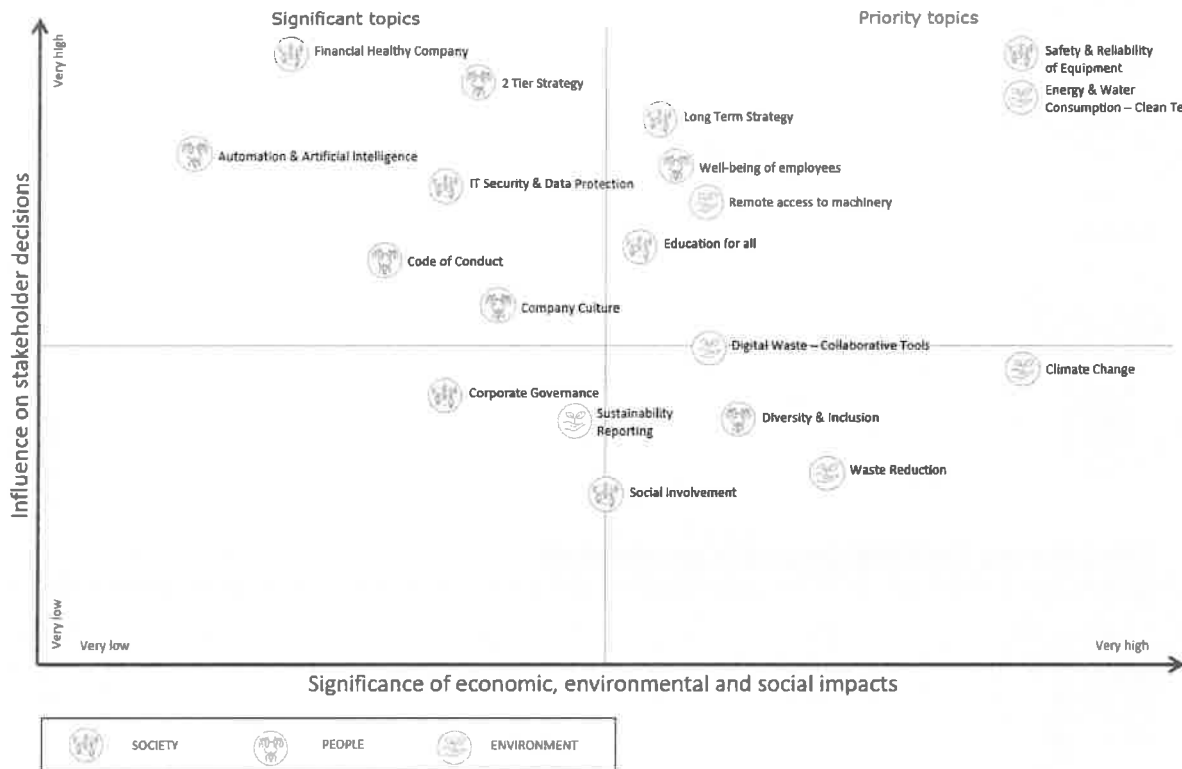 Significant topics
Priority topics
Very high
Financial Healthy Company
2 Tier Strategy
Safety & Reliability
of Equipment
Energy & Water
Consumption – Clean Te
Long Term Strategy
Automation & Artificial Intelligence
Well-being of employees
IT Security & Data Protection
Remote access to machinery
Education for all
Code of Conduct
Company Culture
Influence on stakeholder decisions
Digital Waste – Collaborative Tools
Climate Change
Corporate Governance
Sustainability
Reporting
Diversity & Inclusion
Waste Reduction
Social Involvement
Very low
Very low
Very high
Significance of economic, environmental and social impacts
SOCIETY
PEOPLE
ENVIRONMENT